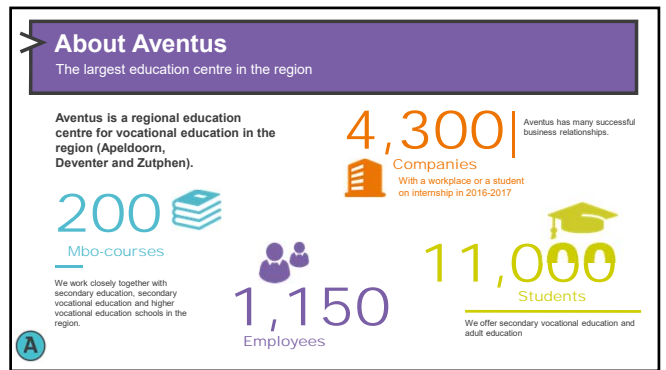 About Aventus
The largest education centre in the region
Aventus is a regional education
centre for vocational education in the
region (Apeldoorn,
Deventer and Zutphen).
4,300
Aventus has many successful
business relationships.
Companies
With a workplace or a student
on internship in 2016-2017
200
Mbo-courses
We work closely together with
secondary education, secondary
vocational education and higher
vocational education schools in the
region.
1,150
Employees
11,000
Students
We offer secondary vocational education and
adult education
A